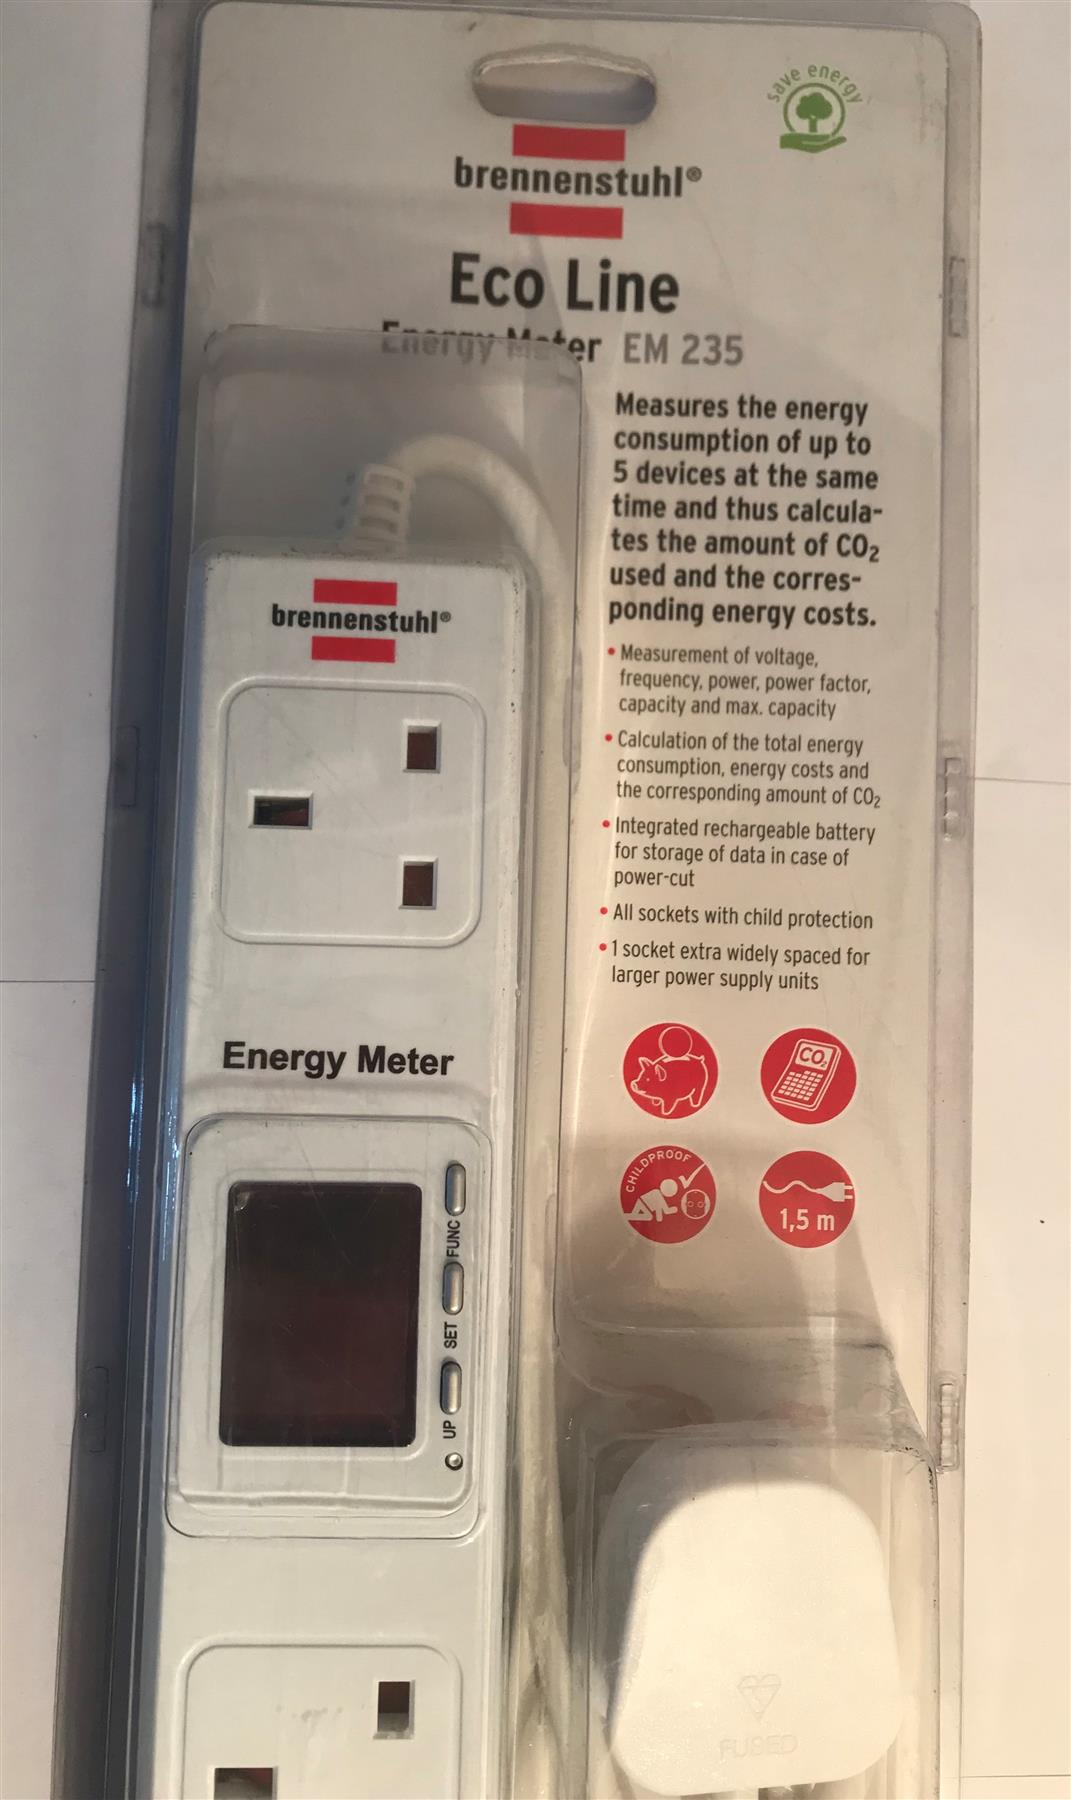 save energy
brennenstuhl®
Eco Line
Energy Meter EM 235
Measures the energy
consumption of up to
5 devices at the same
time and thus calcula-
tes the amount of CO₂
used and the corres-
ponding energy costs.
• Measurement of voltage,
frequency, power, power factor,
capacity and max. capacity
• Calculation of the total energy
consumption, energy costs and
the corresponding amount of CO₂
• Integrated rechargeable battery
for storage of data in case of
power-cut
• All sockets with child protection
• 1 socket extra widely spaced for
larger power supply units
CO₂
CHILDPROOF
1,5 m
brennenstuhl®
Energy Meter
FUNC
SET
UP
FUSED